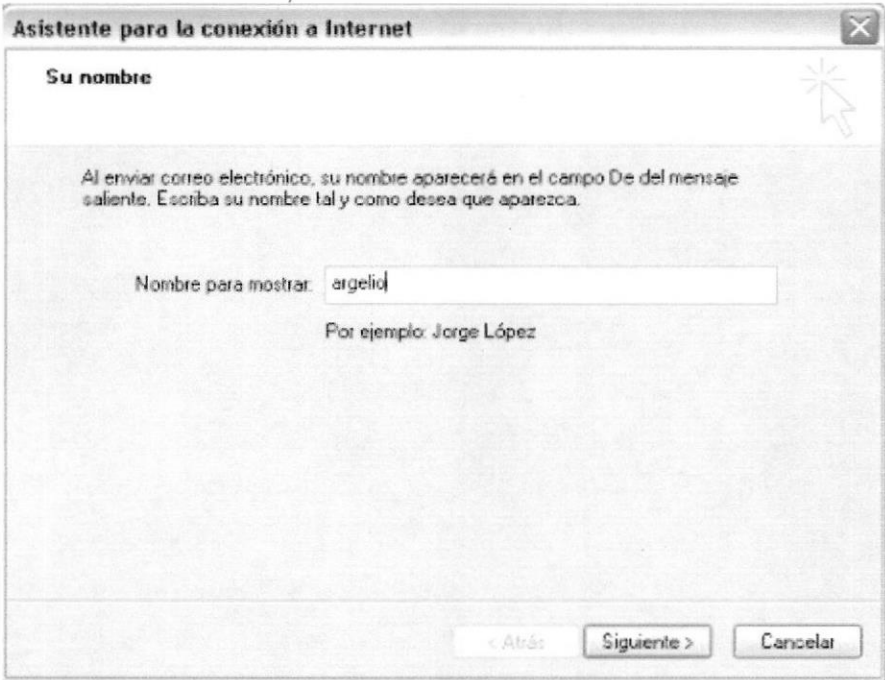 Asistente para la conexión a Internet
Su nombre
Al enviar correo electrónico, su nombre aparecerá en el campo De del mensaje
saliente. Escriba su nombre tal y como desea que aparezca.
Nombre para mostrar: argelio
Por ejemplo: Jorge López
< Atrás Siguiente > Cancelar